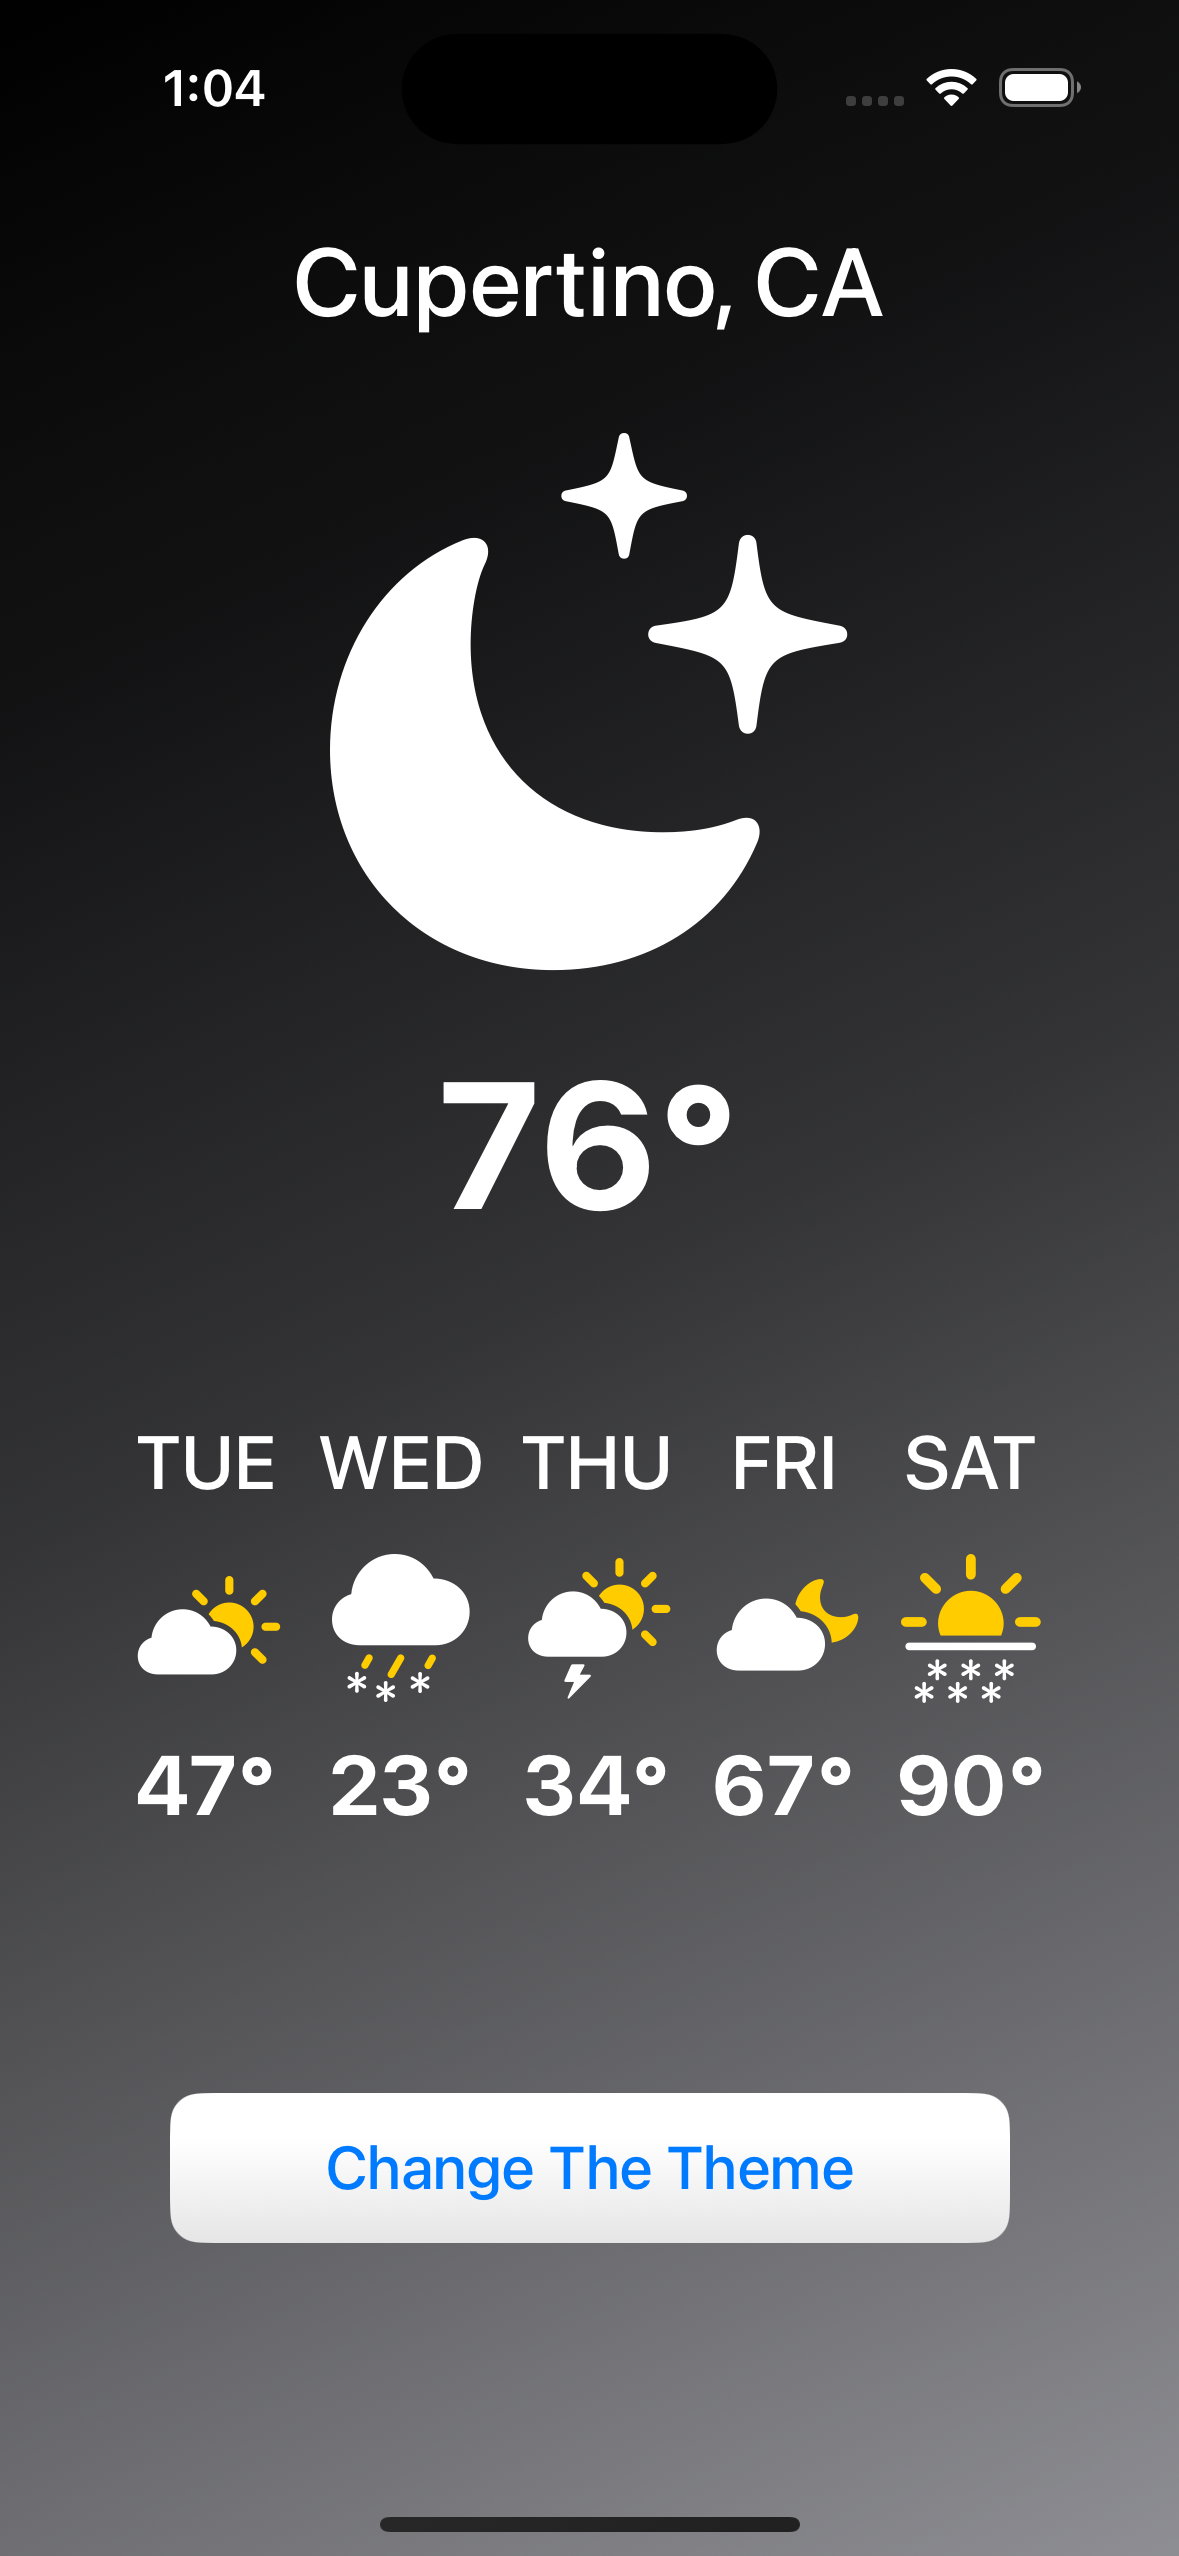 1:04
Cupertino, CA
76°
TUE WED THU FRI SAT
47° 23° 34° 67° 90°
Change The Theme